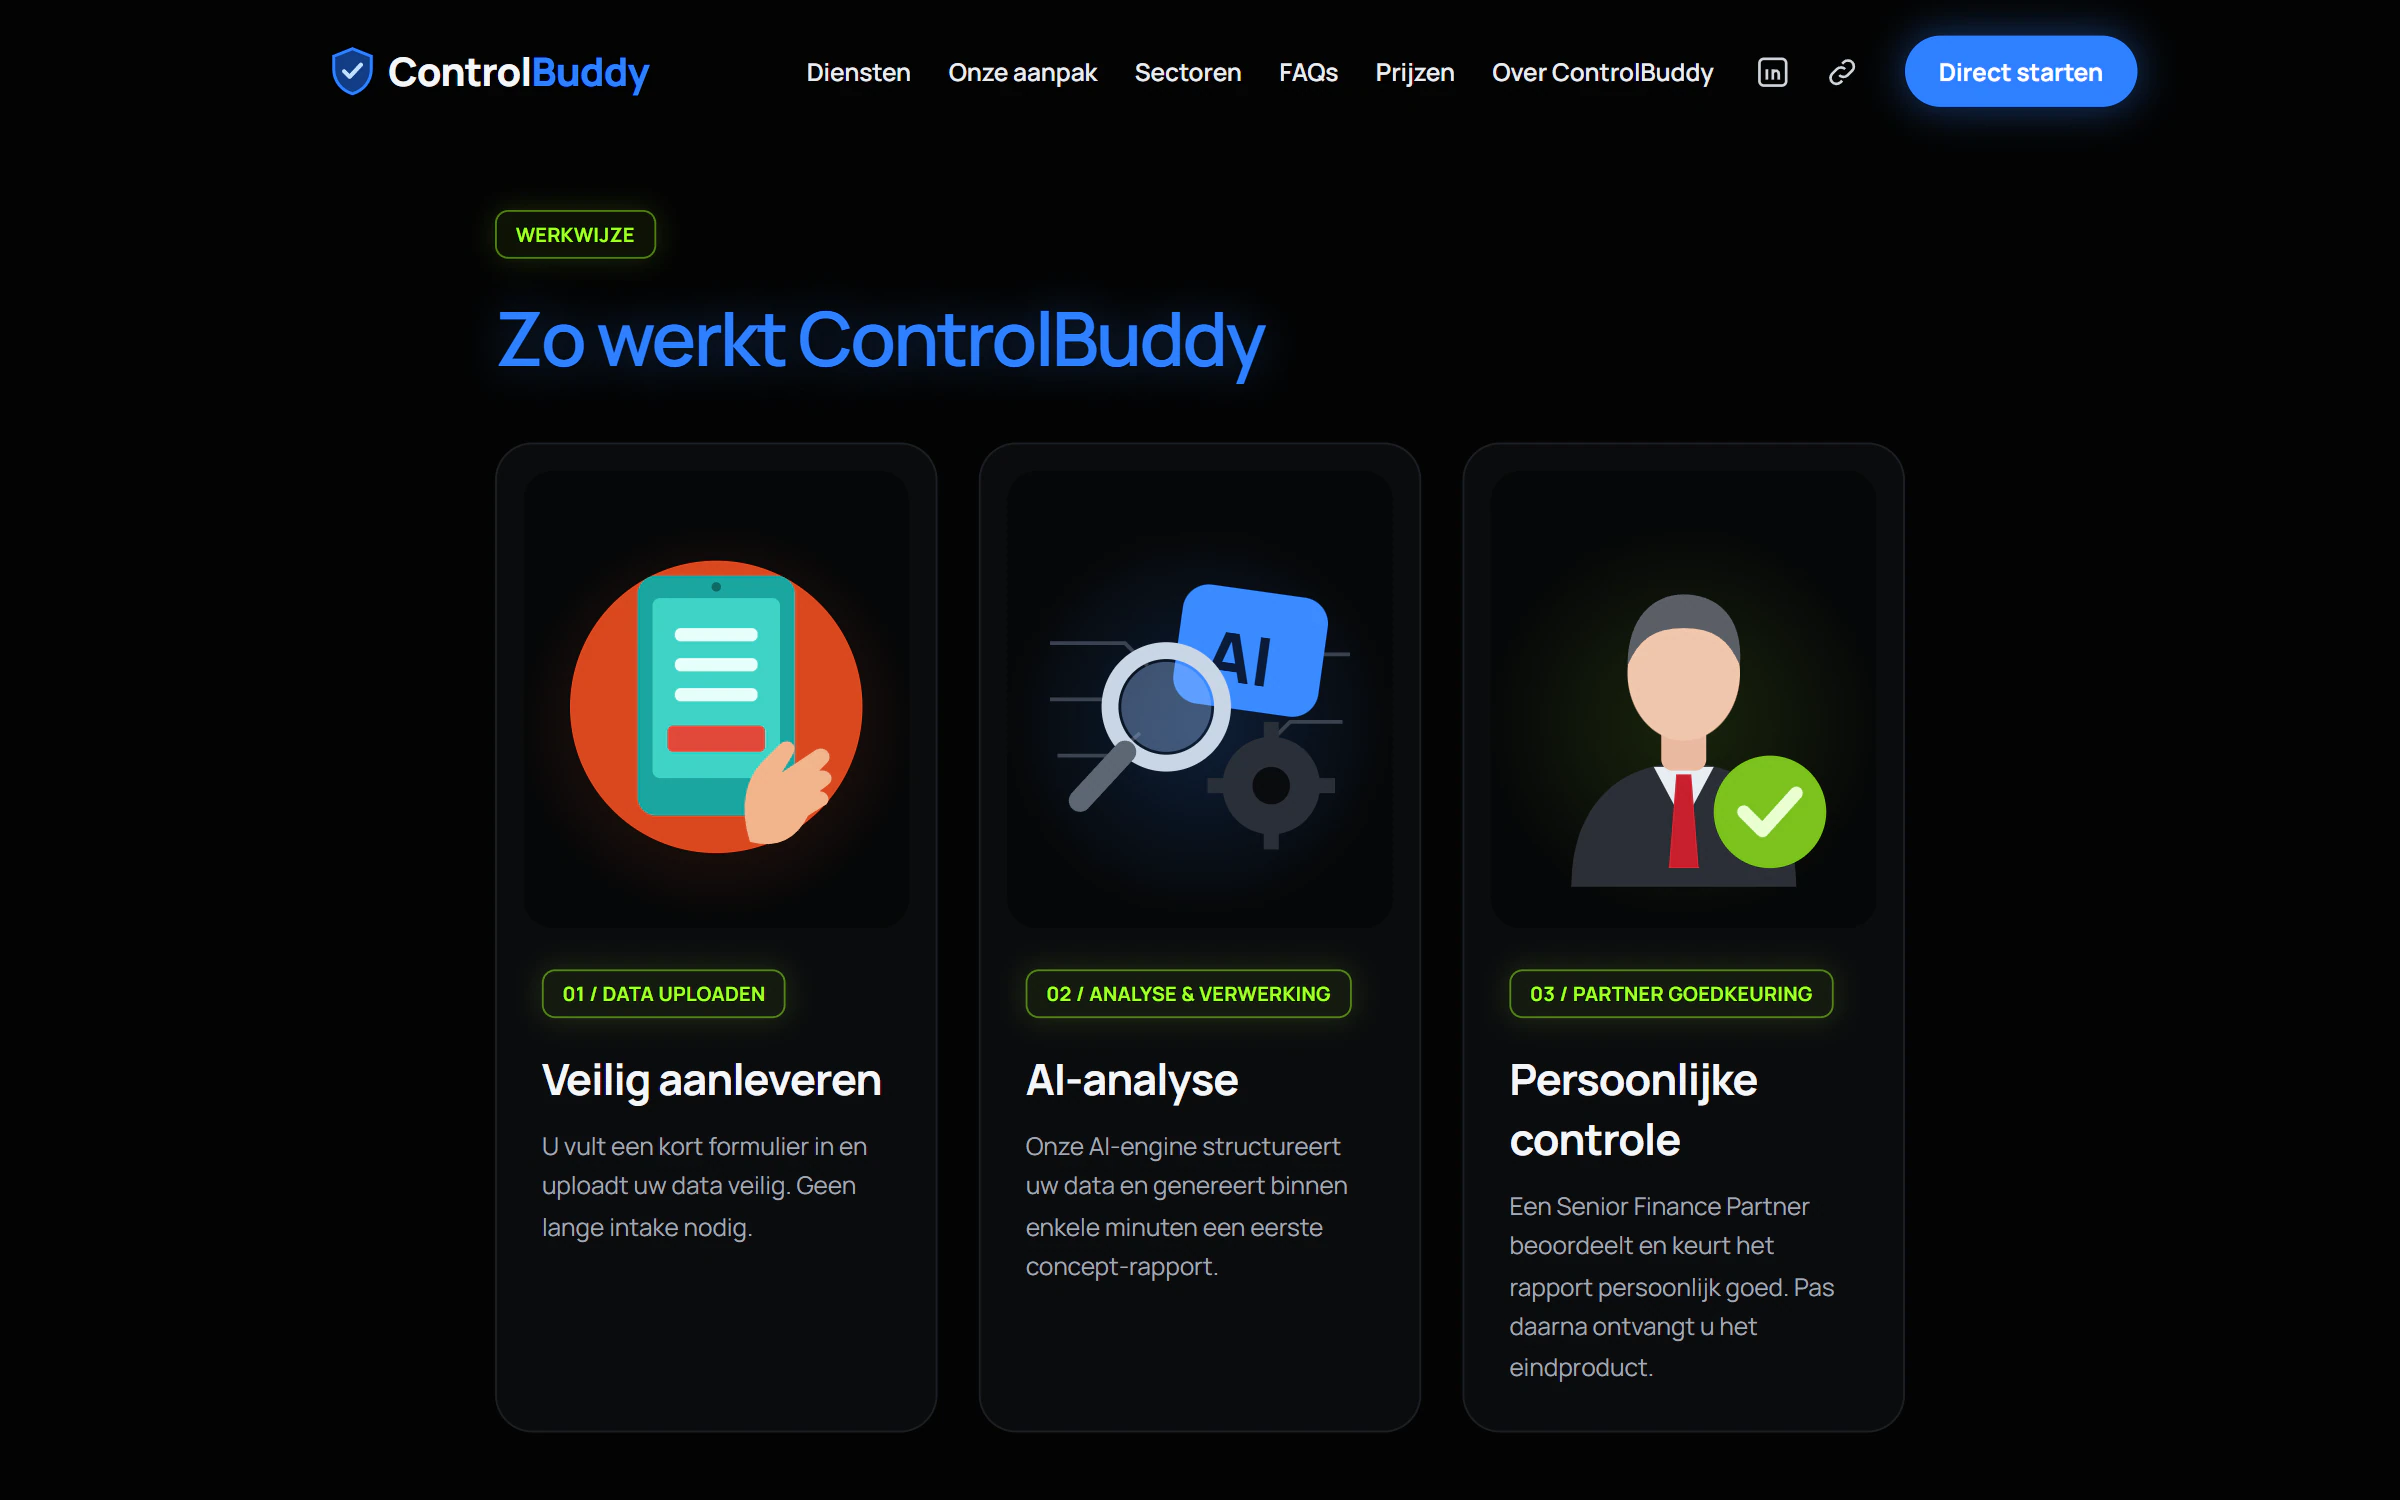 ControlBuddy
Diensten
Onze aanpak
Sectoren
FAQs
Prijzen
Over ControlBuddy
in
Direct starten
WERKWIJZE
Zo werkt ControlBuddy
AI
01 / DATA UPLOADEN
Veilig aanleveren
U vult een kort formulier in en
uploadt uw data veilig. Geen
lange intake nodig.
02 / ANALYSE & VERWERKING
AI-analyse
Onze AI-engine structureert
uw data en genereert binnen
enkele minuten een eerste
concept-rapport.
03 / PARTNER GOEDKEURING
Persoonlijke
controle
Een Senior Finance Partner
beoordeelt en keurt het
rapport persoonlijk goed. Pas
daarna ontvangt u het
eindproduct.